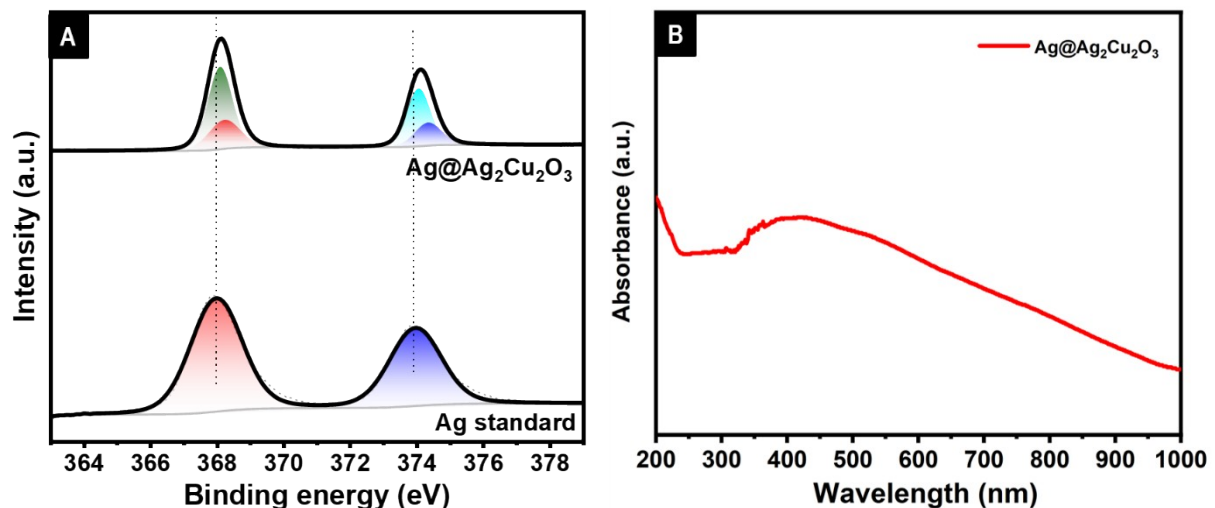 A
Intensity (a.u.)
Ag@Ag₂Cu₂O₃
Ag standard
364 366 368 370 372 374 376 378
Binding energy (eV)
B
Ag@Ag₂Cu₂O₃
Absorbance (a.u.)
200 300 400 500 600 700 800 900 1000
Wavelength (nm)